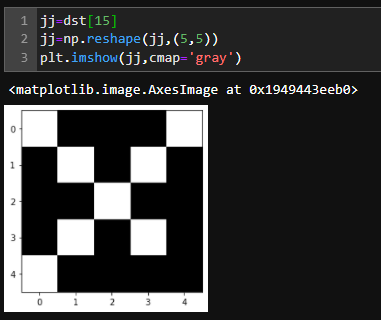 1 jj=dst[15]
2 jj=np.reshape(jj,(5,5))
3 plt.imshow(jj,cmap='gray')
<matplotlib.image.AxesImage at 0x1949443eeb0>
0
1
2
3
4
0 1 2 3 4